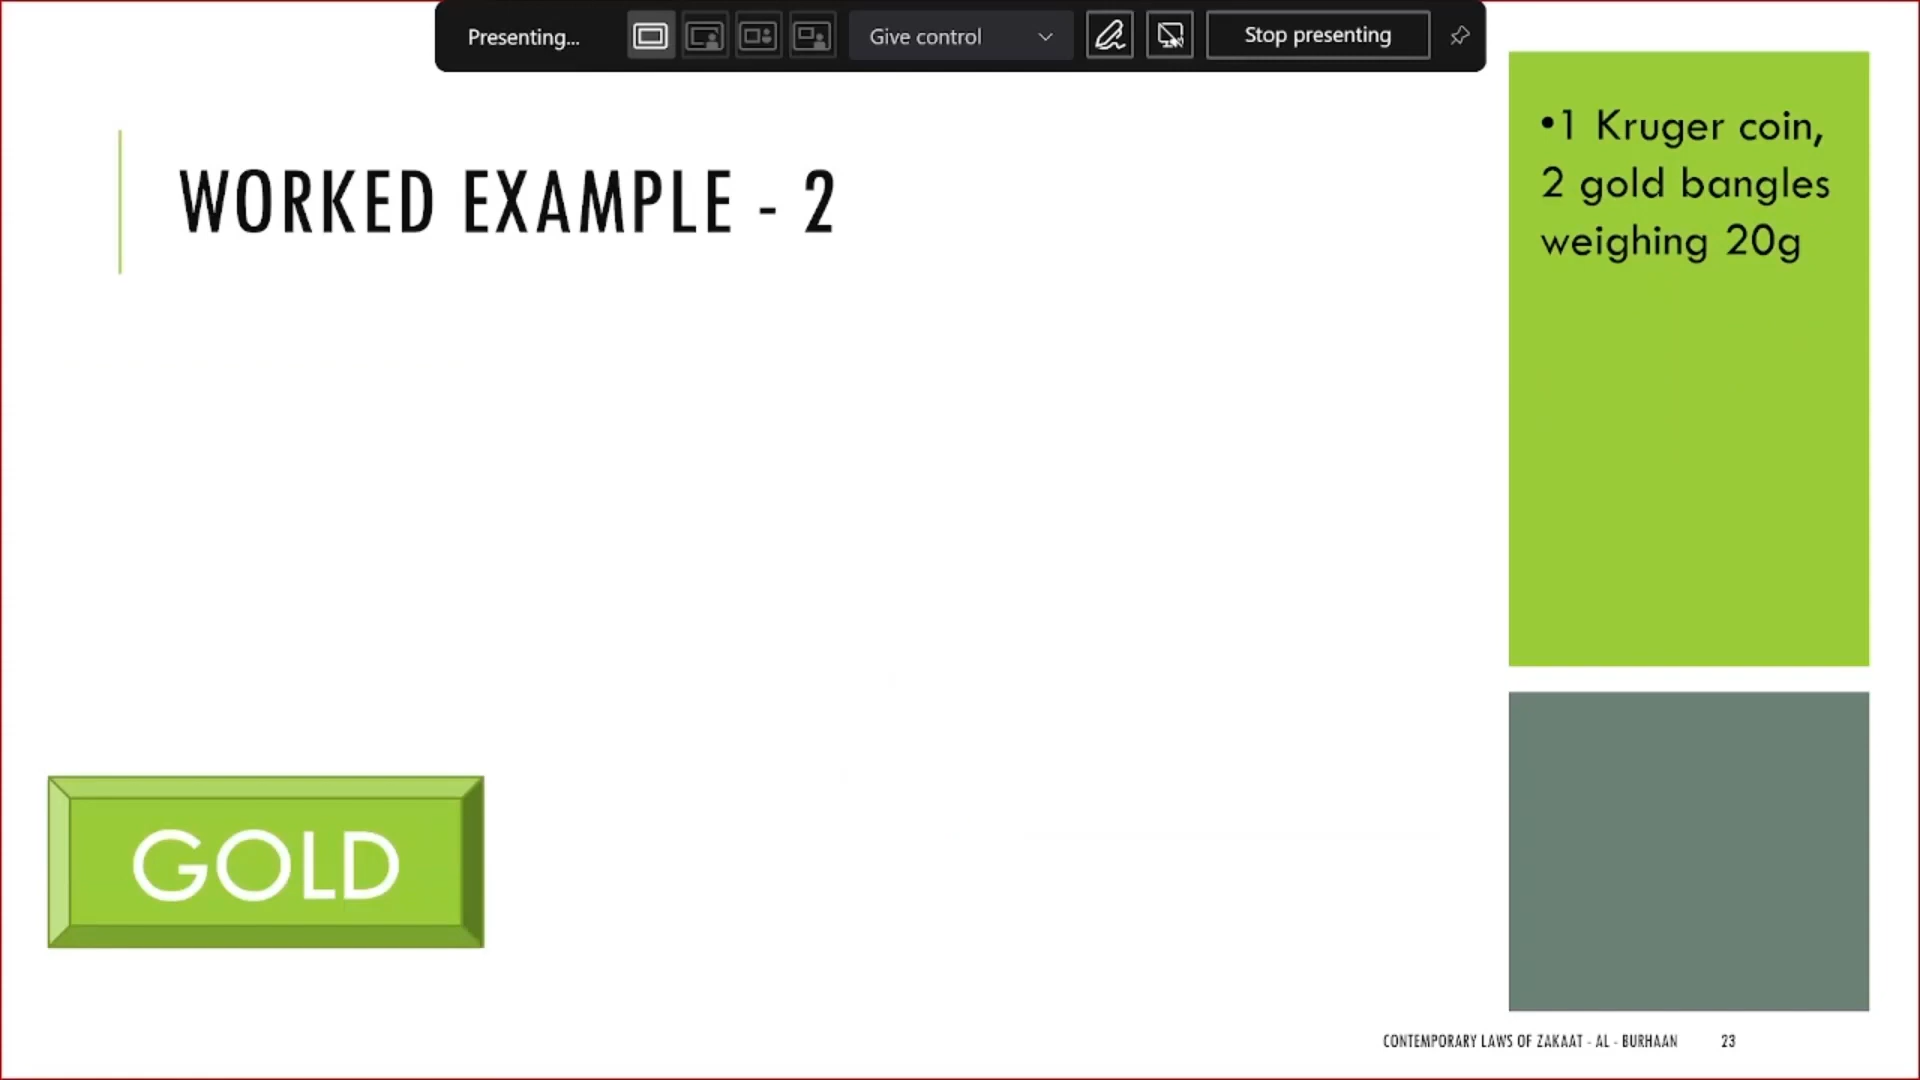 Presenting...
Give control
Stop presenting
WORKED EXAMPLE - 2
•1 Kruger coin,
2 gold bangles
weighing 20g
GOLD
CONTEMPORARY LAWS OF ZAKAAT - AL - BURHAAN
23